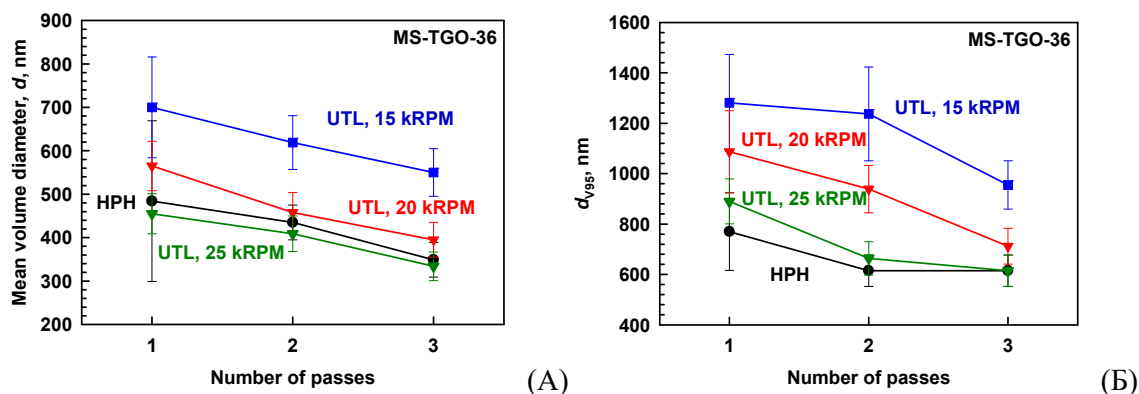 MS-TGO-36
900
800
700
600
500
400
300
200
Mean volume diameter, d, nm
UTL, 15 kRPM
UTL, 20 kRPM
HPH
UTL, 25 kRPM
1 2 3
Number of passes
(А)
MS-TGO-36
1600
1400
1200
1000
800
600
400
dV95, nm
UTL, 15 kRPM
UTL, 20 kRPM
UTL, 25 kRPM
HPH
1 2 3
Number of passes
(Б)